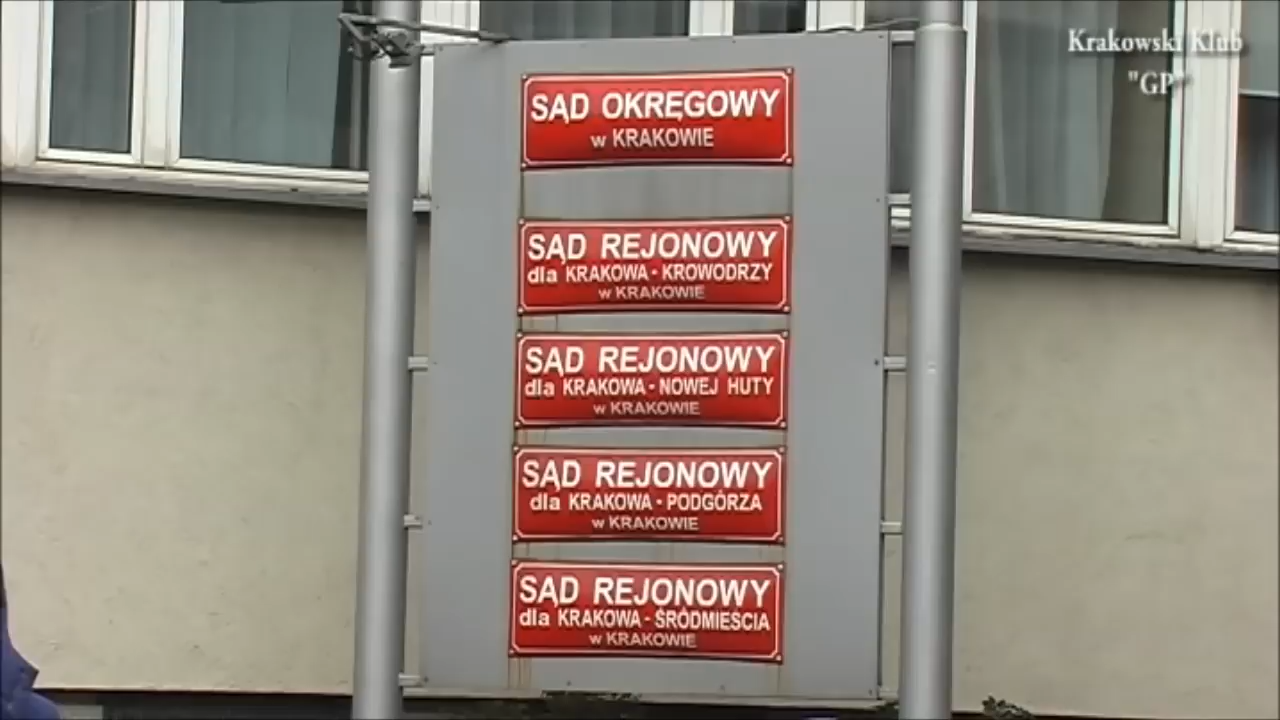 Krakowski Klub
"GP"
SĄD OKRĘGOWY
w KRAKOWIE
SĄD REJONOWY
dla KRAKOWA - KROWODRZY
w KRAKOWIE
SĄD REJONOWY
dla KRAKOWA - NOWEJ HUTY
w KRAKOWIE
SĄD REJONOWY
dla KRAKOWA - PODGÓRZA
w KRAKOWIE
SĄD REJONOWY
dla KRAKOWA - ŚRÓDMIEŚCIA
w KRAKOWIE